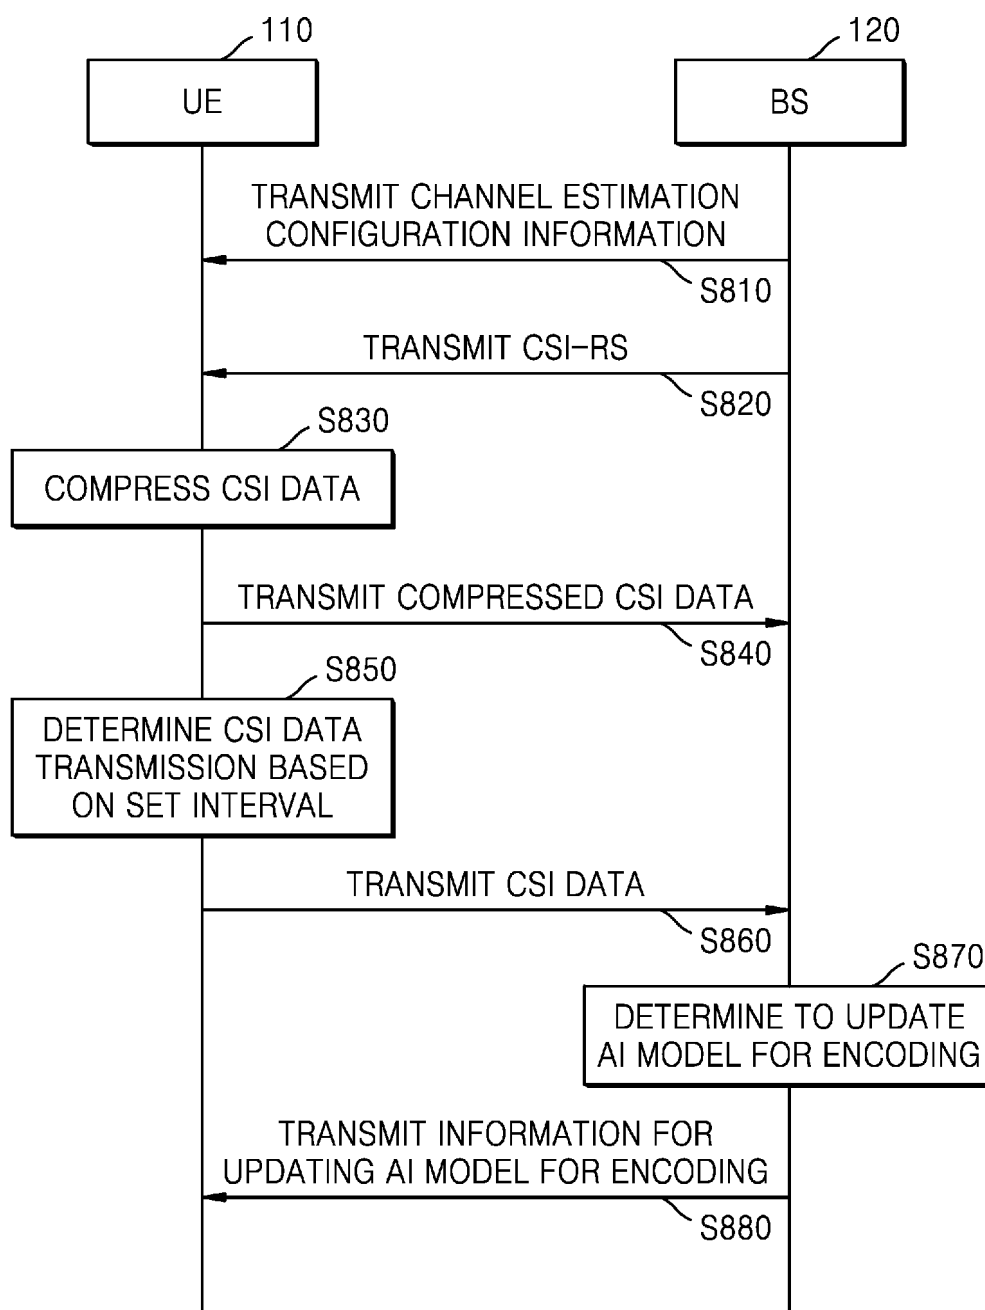 110
120
UE
BS
TRANSMIT CHANNEL ESTIMATION
CONFIGURATION INFORMATION
S810
TRANSMIT CSI-RS
S820
S830
COMPRESS CSI DATA
TRANSMIT COMPRESSED CSI DATA
S840
S850
DETERMINE CSI DATA
TRANSMISSION BASED
ON SET INTERVAL
TRANSMIT CSI DATA
S860
S870
DETERMINE TO UPDATE
AI MODEL FOR ENCODING
TRANSMIT INFORMATION FOR
UPDATING AI MODEL FOR ENCODING
S880